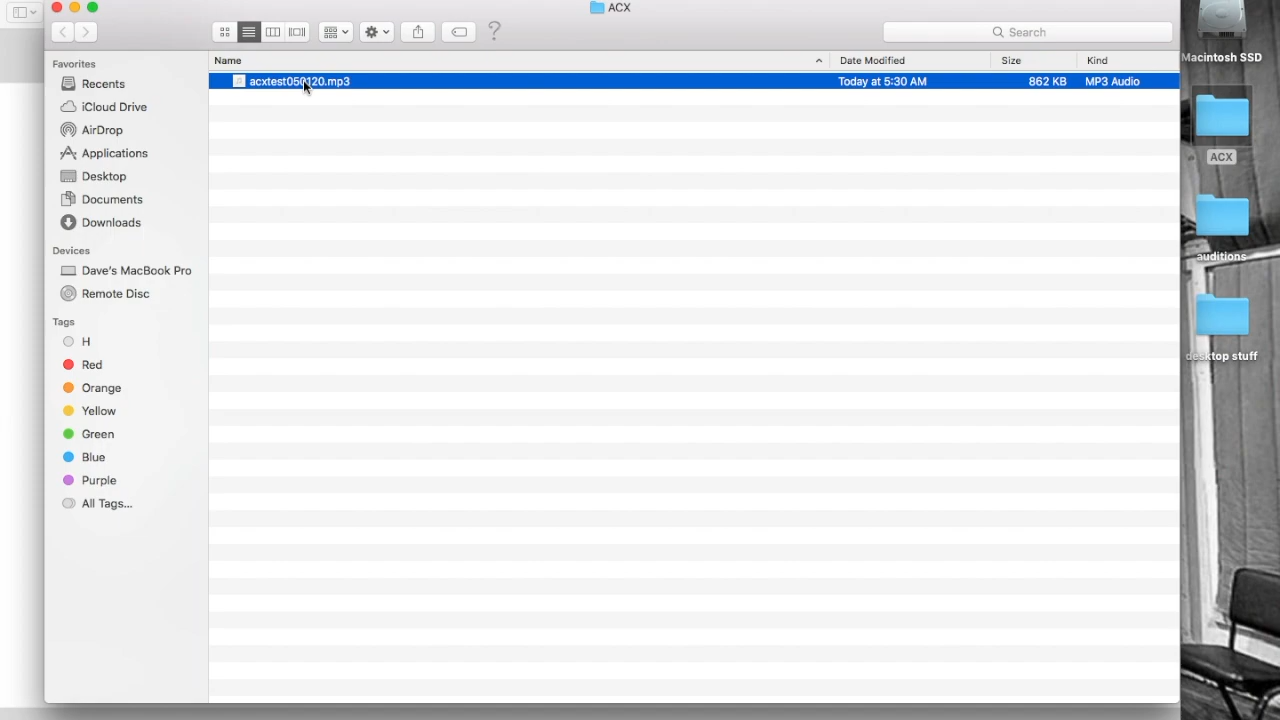 ACX
Search
Name
Date Modified
Size
Kind
acxtest050120.mp3
Today at 5:30 AM
862 KB
MP3 Audio
Favorites
Recents
iCloud Drive
AirDrop
Applications
Desktop
Documents
Downloads
Devices
Dave's MacBook Pro
Remote Disc
Tags
H
Red
Orange
Yellow
Green
Blue
Purple
All Tags...
Macintosh SSD
ACX
auditions
desktop stuff